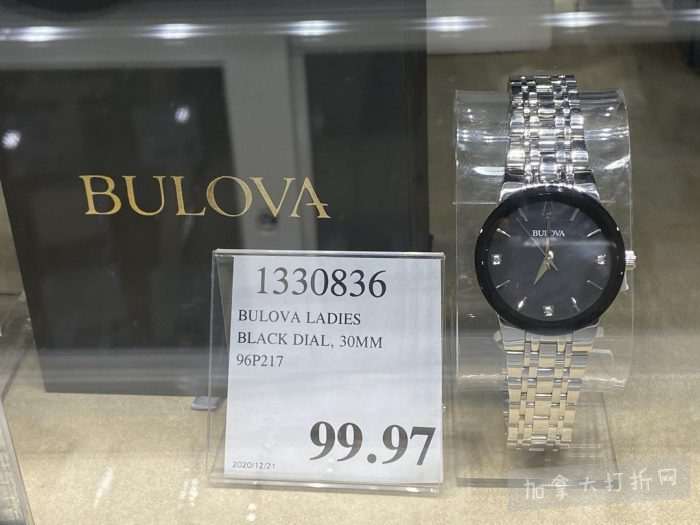 BULOVA
BULOVA
1330836
BULOVA LADIES
BLACK DIAL, 30MM
96P217
99.97
2020/12/21
加拿大打折网